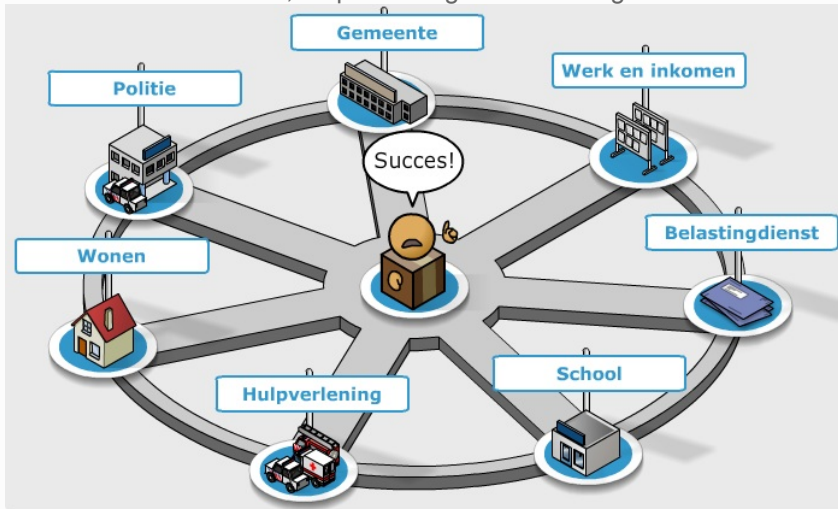 Gemeente
Werk en inkomen
Politie
Succes!
Belastingdienst
Wonen
School
Hulpverlening